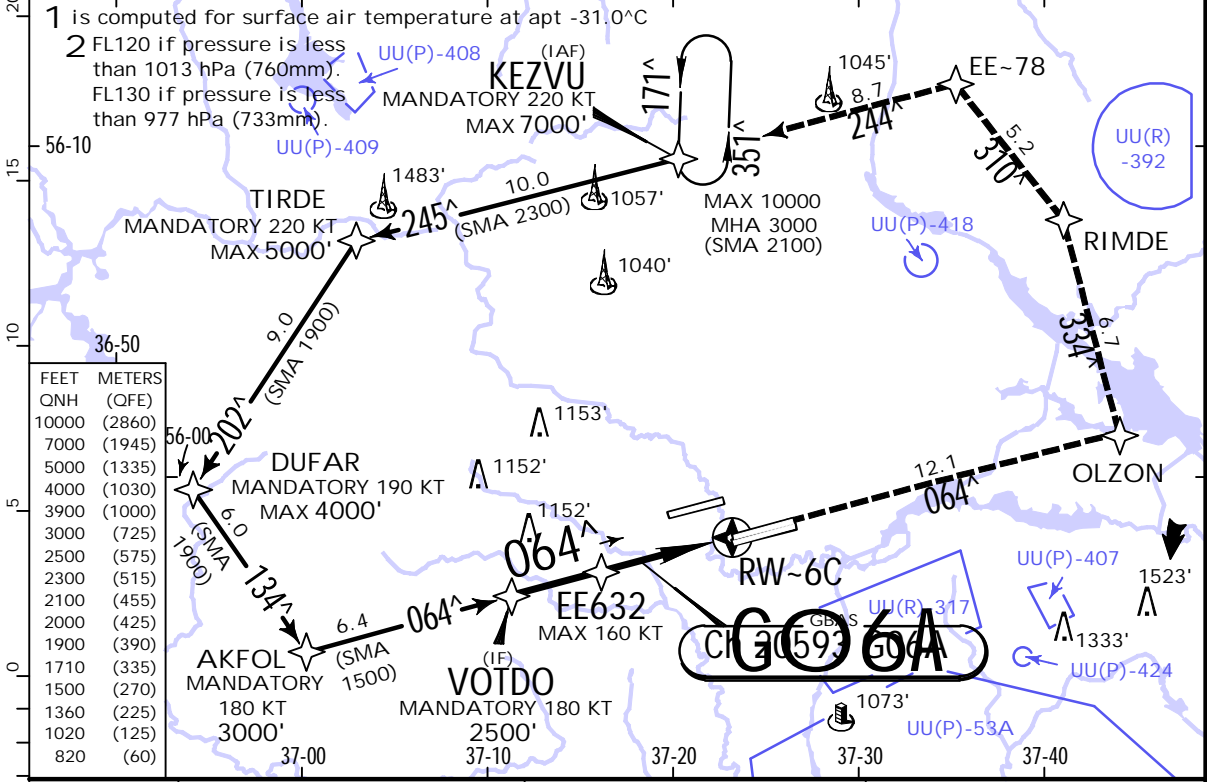 1 is computed for surface air temperature at apt -31.0^C
2 FL120 if pressure is less
than 1013 hPa (760mm).
FL130 if pressure is less
than 977 hPa (733mm).
UU(P)-408
UU(P)-409
(IAF)
KEZVU
MANDATORY 220 KT
MAX 7000'
171^
351^
MAX 10000
MHA 3000
(SMA 2100)
1045'
8.7
244^
EE~78
5.2
310^
UU(R)
-392
RIMDE
UU(P)-418
6.7
334^
OLZON
12.1
064^
20
56-10
15
10
5
0
TIRDE
MANDATORY 220 KT
MAX 5000'
1483'
245^
10.0
(SMA 2300)
1057'
1040'
9.0
(SMA 1900)
202^
36-50
56-00
DUFAR
MANDATORY 190 KT
MAX 4000'
6.0
(SMA
1900)
134^
1153'
1152'
1152'
064^
AKFOL
MANDATORY
180 KT
3000'
6.4
(SMA
1500)
064^
(IF)
VOTDO
MANDATORY 180 KT
2500'
EE632
MAX 160 KT
RW~6C
GBAS
Ch 20593 G06A
GO6A
UU(R)-317
UU(P)-407
1523'
1333'
UU(P)-424
1073'
UU(P)-53A
FEET METERS
QNH (QFE)
10000 (2860)
7000 (1945)
5000 (1335)
4000 (1030)
3900 (1000)
3000 (725)
2500 (575)
2300 (515)
2100 (455)
2000 (425)
1900 (390)
1710 (335)
1500 (270)
1360 (225)
1020 (125)
820 (60)
37-00
37-10
37-20
37-30
37-40